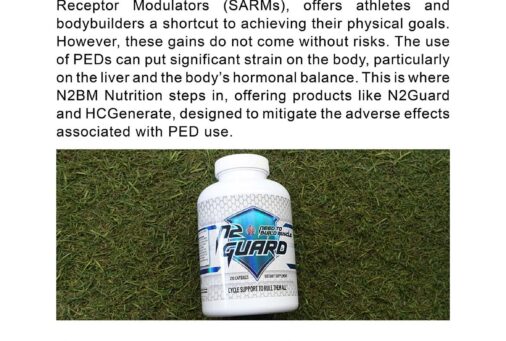 Receptor Modulators (SARMs), offers athletes and
bodybuilders a shortcut to achieving their physical goals.
However, these gains do not come without risks. The use
of PEDs can put significant strain on the body, particularly
on the liver and the body's hormonal balance. This is where
N2BM Nutrition steps in, offering products like N2Guard
and HCGenerate, designed to mitigate the adverse effects
associated with PED use.
N2
NEED TO
BUILD MUSCLE
GUARD
DIETARY SUPPLEMENT
CYCLE SUPPORT TO RULE THEM ALL